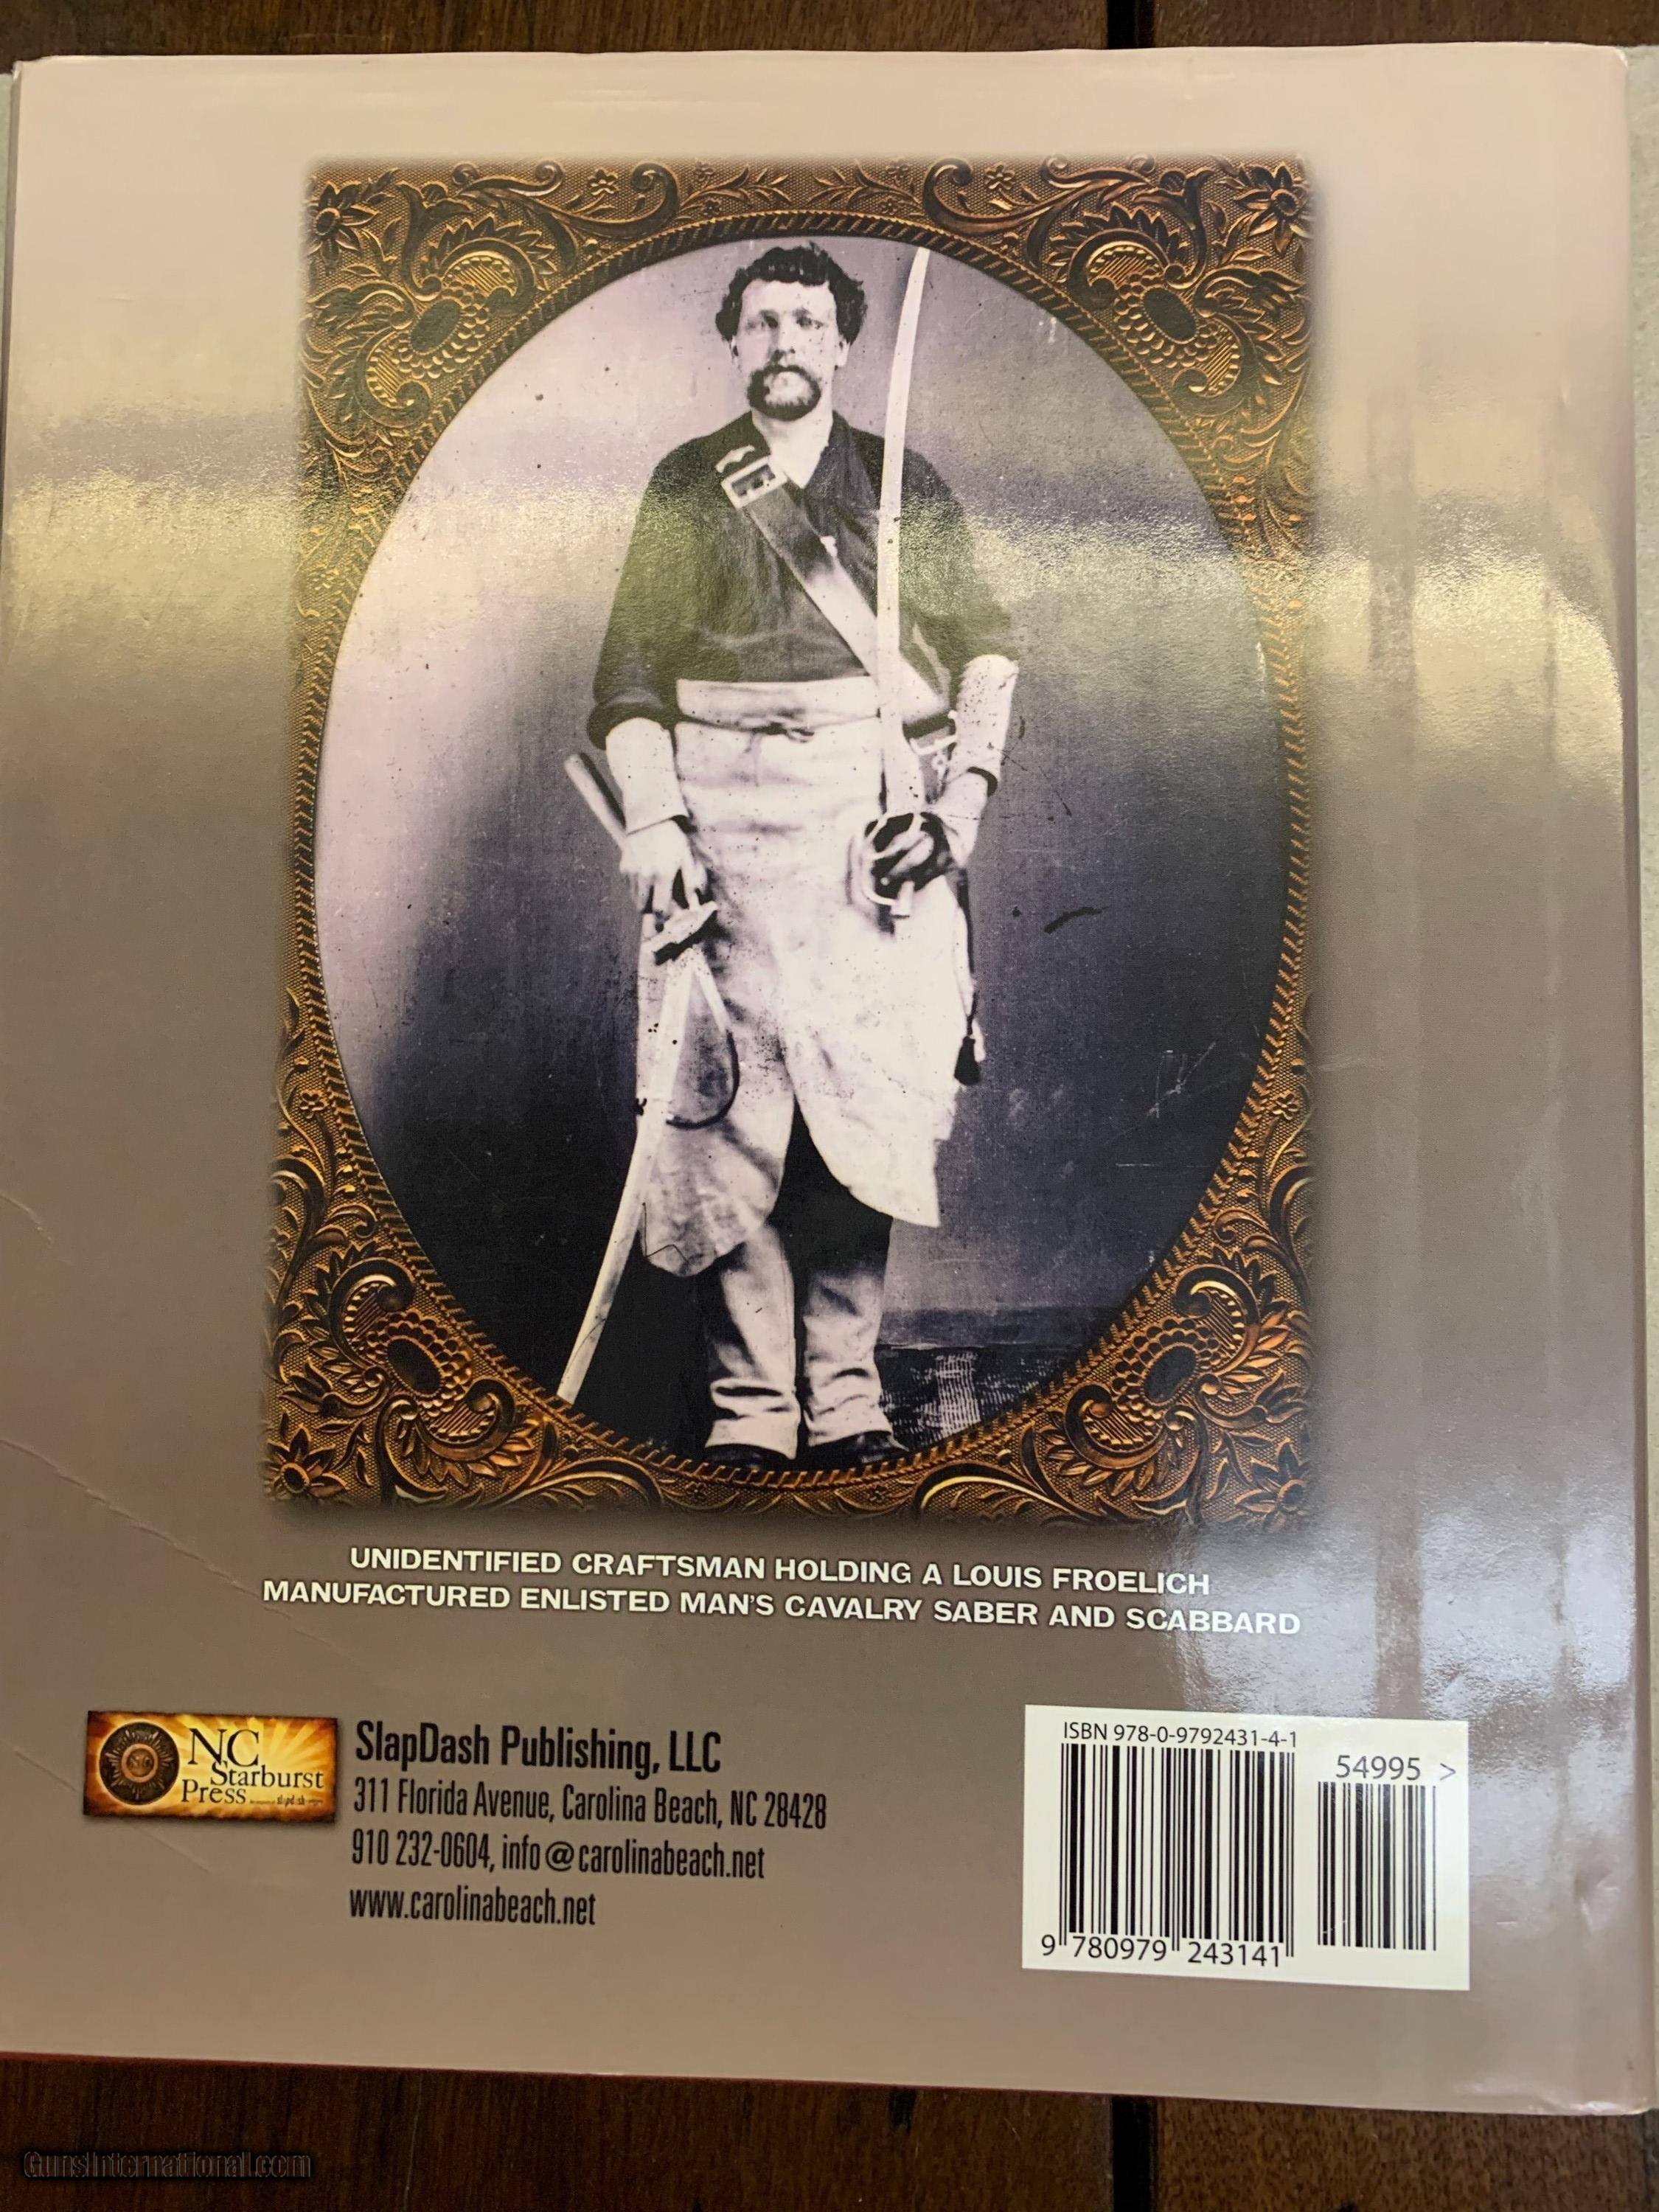 UNIDENTIFIED CRAFTSMAN HOLDING A LOUIS FROELICH
MANUFACTURED ENLISTED MAN'S CAVALRY SABER AND SCABBARD
NC
Starburst
Press
SlapDash Publishing, LLC
311 Florida Avenue, Carolina Beach, NC 28428
910 232-0604, info@carolinabeach.net
www.carolinabeach.net
ISBN 978-0-9792431-4-1
54995 >
9 780979 243141
GunsInternational.com